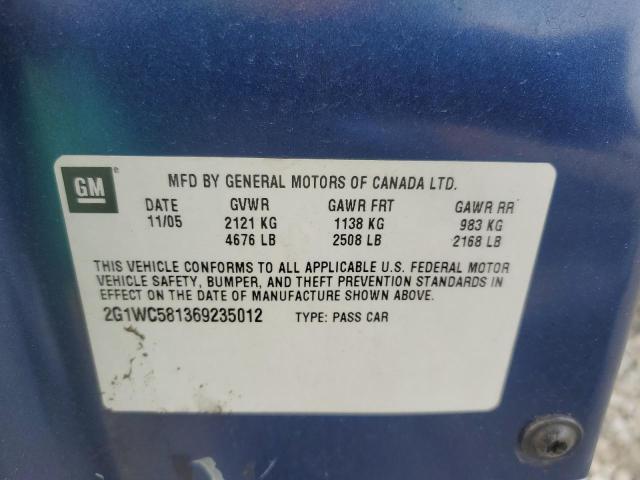 GM
MFD BY GENERAL MOTORS OF CANADA LTD.
DATE GVWR GAWR FRT GAWR RR
11/05 2121 KG 1138 KG 983 KG
4676 LB 2508 LB 2168 LB
THIS VEHICLE CONFORMS TO ALL APPLICABLE U.S. FEDERAL MOTOR
VEHICLE SAFETY, BUMPER, AND THEFT PREVENTION STANDARDS IN
EFFECT ON THE DATE OF MANUFACTURE SHOWN ABOVE.
2G1WC581369235012 TYPE: PASS CAR